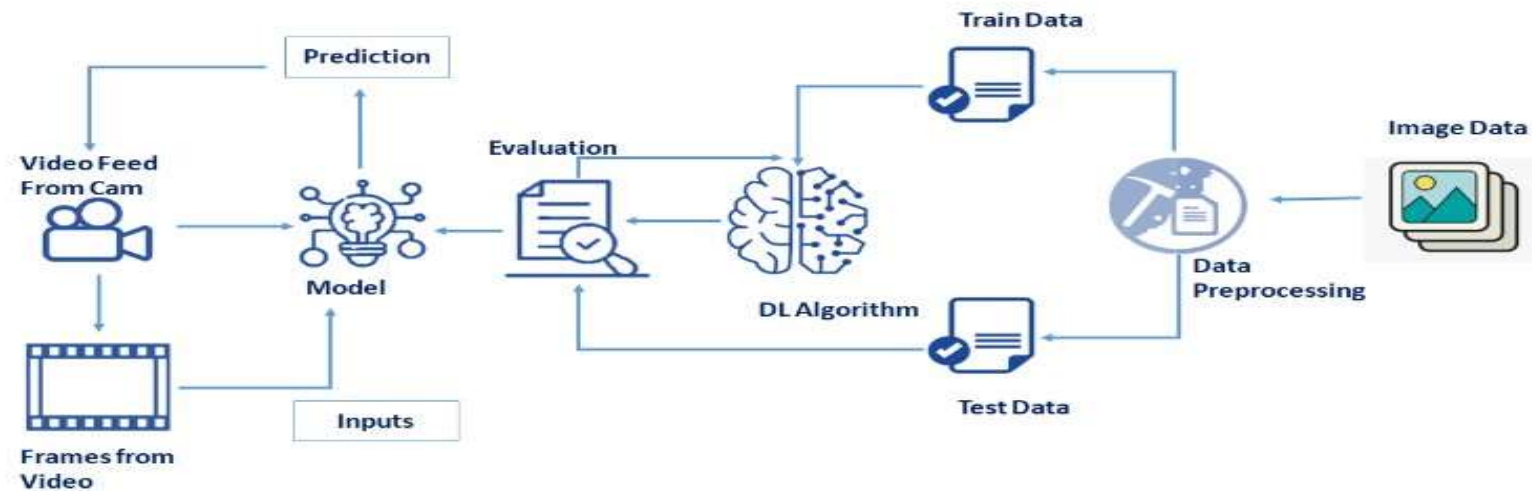 Train Data
Prediction
Image Data
Evaluation
Video Feed
From Cam
Model
Data
Preprocessing
DL Algorithm
Test Data
Inputs
Frames from
Video